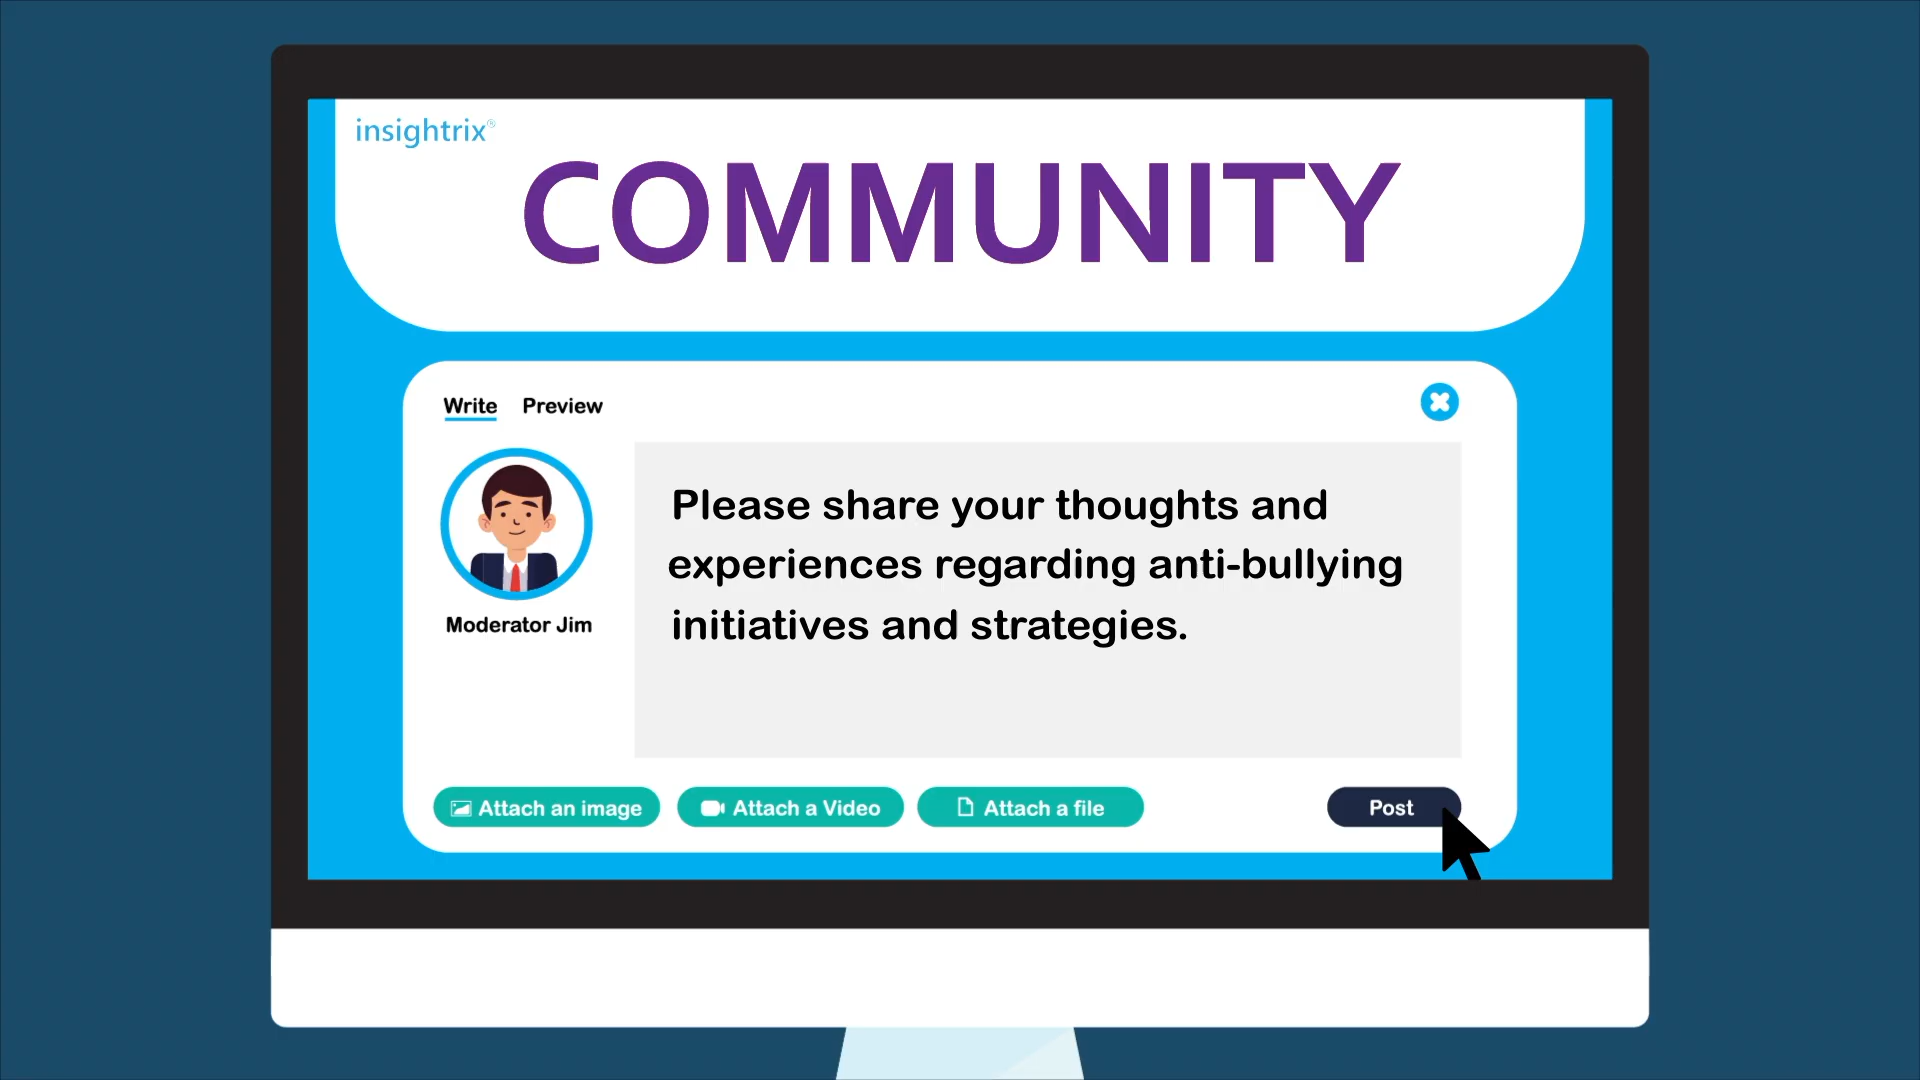 insightrix®
COMMUNITY
Write Preview
Please share your thoughts and
experiences regarding anti-bullying
initiatives and strategies.
Moderator Jim
Attach an image Attach a Video Attach a file Post